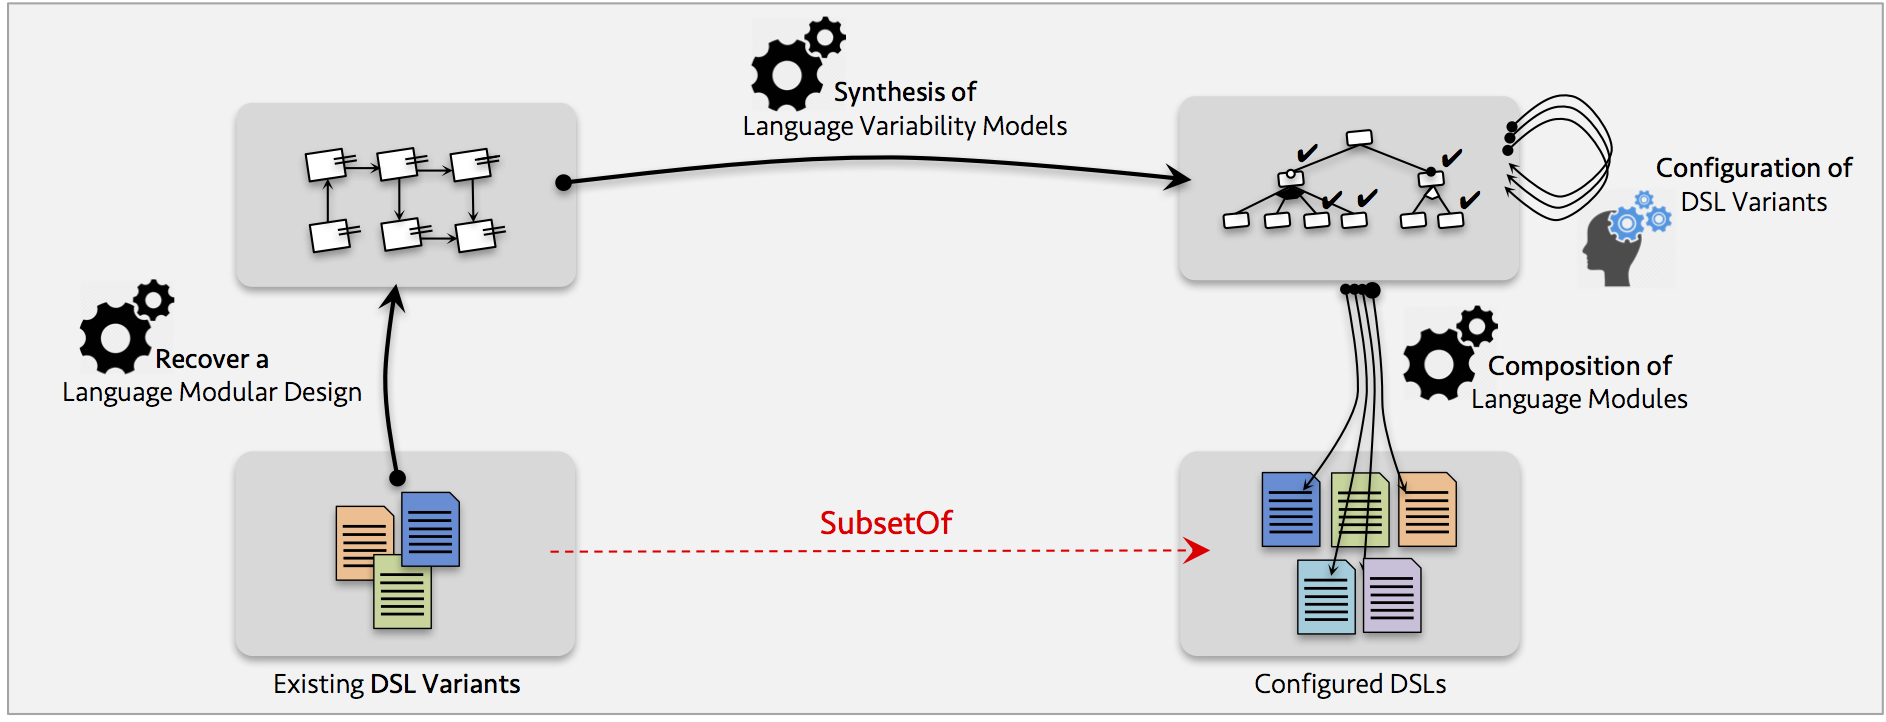 Synthesis of
Language Variability Models
Configuration of
DSL Variants
Recover a
Language Modular Design
Composition of
Language Modules
SubsetOf
Existing DSL Variants
Configured DSLs